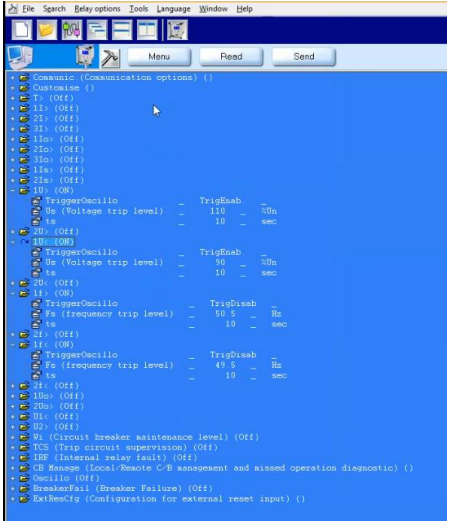 File Search Relay options Tools Language Window Help
Menu Read Send
+ Communic (Communication options) ()
+ Customise ()
+ T> (Off)
+ 1I> (Off)
+ 2I> (Off)
+ 3I> (Off)
+ 1Io> (Off)
+ 2Io> (Off)
+ 3Io> (Off)
+ 1Is> (Off)
+ 2Is> (Off)
- 1U> (ON)
TriggerOscillo _ TrigEnab _
Us (Voltage trip level) _ 110 _ %Un
ts _ 10 _ sec
+ 2U> (Off)
- 1U< (ON)
TriggerOscillo _ TrigEnab _
Us (Voltage trip level) _ 90 _ %Un
ts _ 10 _ sec
+ 2U< (Off)
- 1f> (ON)
TriggerOscillo _ TrigDisab _
Fs (frequency trip level) _ 50.5 _ Hz
ts _ 10 _ sec
+ 2f> (Off)
- 1f< (ON)
TriggerOscillo _ TrigDisab _
Fs (frequency trip level) _ 49.5 _ Hz
ts _ 10 _ sec
+ 2f< (Off)
+ 1Uo> (Off)
+ 2Uo> (Off)
+ U1< (Off)
+ U2> (Off)
+ Wi (Circuit breaker maintenance level) (Off)
+ TCS (Trip circuit supervision) (Off)
+ IRF (Internal relay fault) (Off)
+ CB Manage (Local/Remote C/B management and missed operation diagnostic) ()
+ Oscillo (Off)
+ BreakerFail (Breaker Failure) (Off)
+ ExtResCfg (Configuration for external reset input) ()